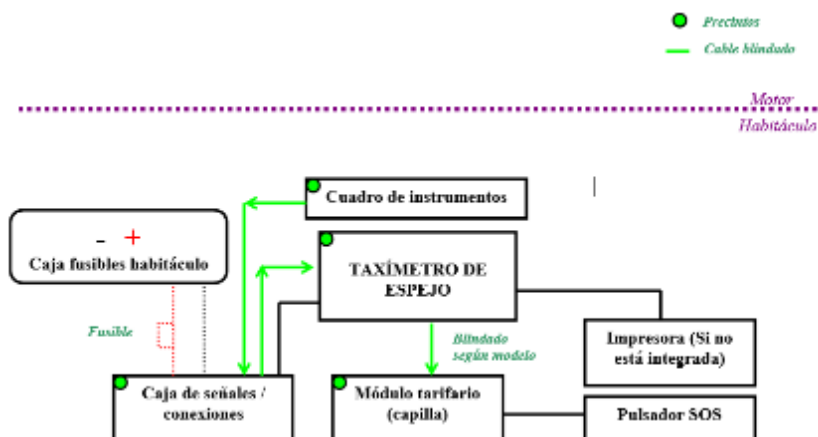 Precintos
Cable blindado
Motor
Habitáculo
Cuadro de instrumentos
- +
Caja fusibles habitáculo
TAXÍMETRO DE
ESPEJO
Fusible
Blindado
según modelo
Impresora (Si no
está integrada)
Caja de señales /
conexiones
Módulo tarifario
(capilla)
Pulsador SOS